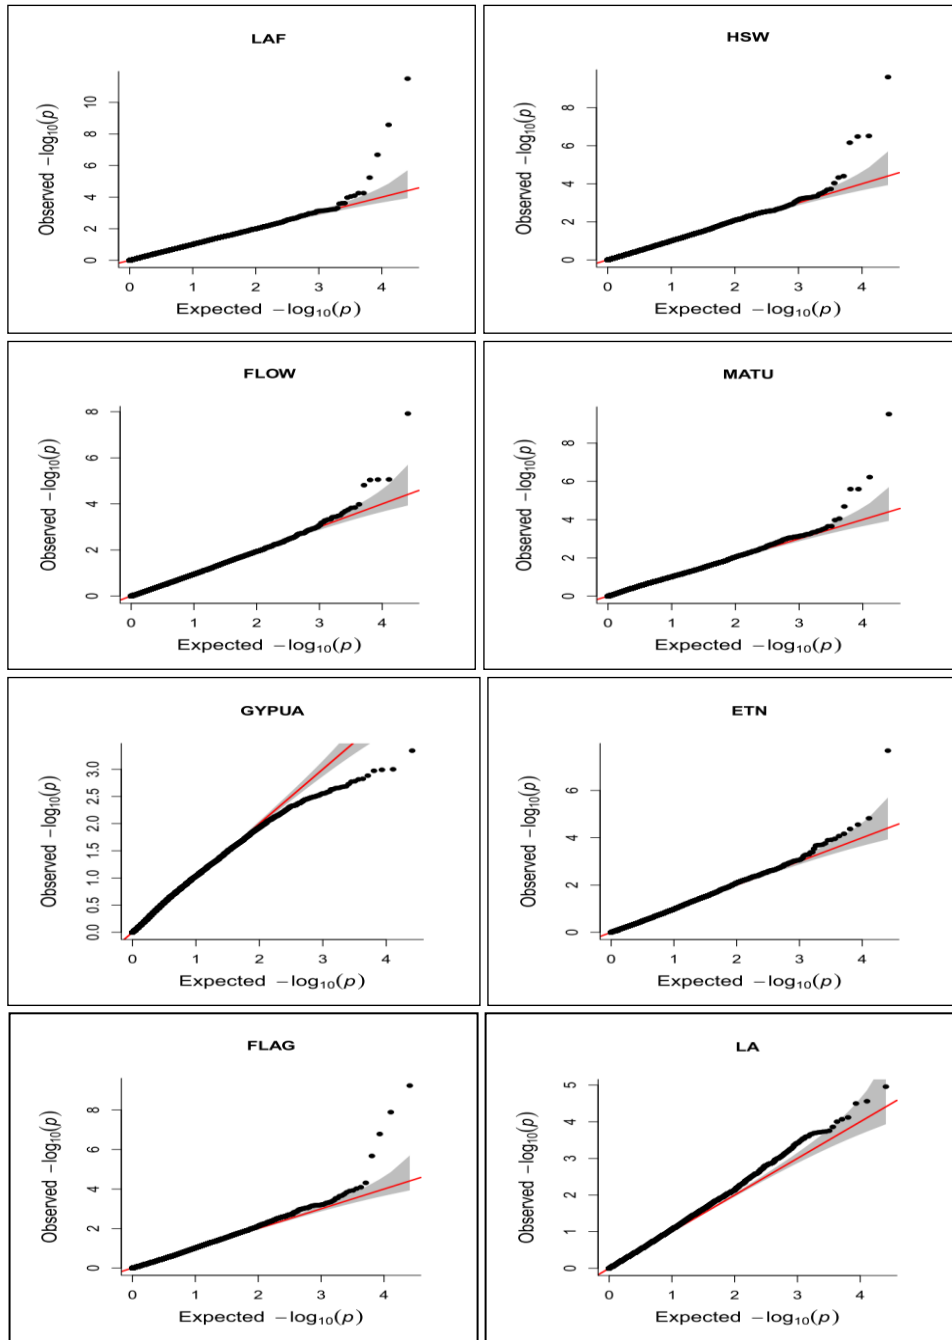 LAF
Observed −log₁₀(p)
0 2 4 6 8 10
0 1 2 3 4
Expected −log₁₀(p)
HSW
Observed −log₁₀(p)
0 2 4 6 8
0 1 2 3 4
Expected −log₁₀(p)
FLOW
Observed −log₁₀(p)
0 2 4 6 8
0 1 2 3 4
Expected −log₁₀(p)
MATU
Observed −log₁₀(p)
0 2 4 6 8
0 1 2 3 4
Expected −log₁₀(p)
GYPUA
Observed −log₁₀(p)
0.0 0.5 1.0 1.5 2.0 2.5 3.0
0 1 2 3 4
Expected −log₁₀(p)
ETN
Observed −log₁₀(p)
0 2 4 6
0 1 2 3 4
Expected −log₁₀(p)
FLAG
Observed −log₁₀(p)
0 2 4 6 8
0 1 2 3 4
Expected −log₁₀(p)
LA
Observed −log₁₀(p)
0 1 2 3 4 5
0 1 2 3 4
Expected −log₁₀(p)